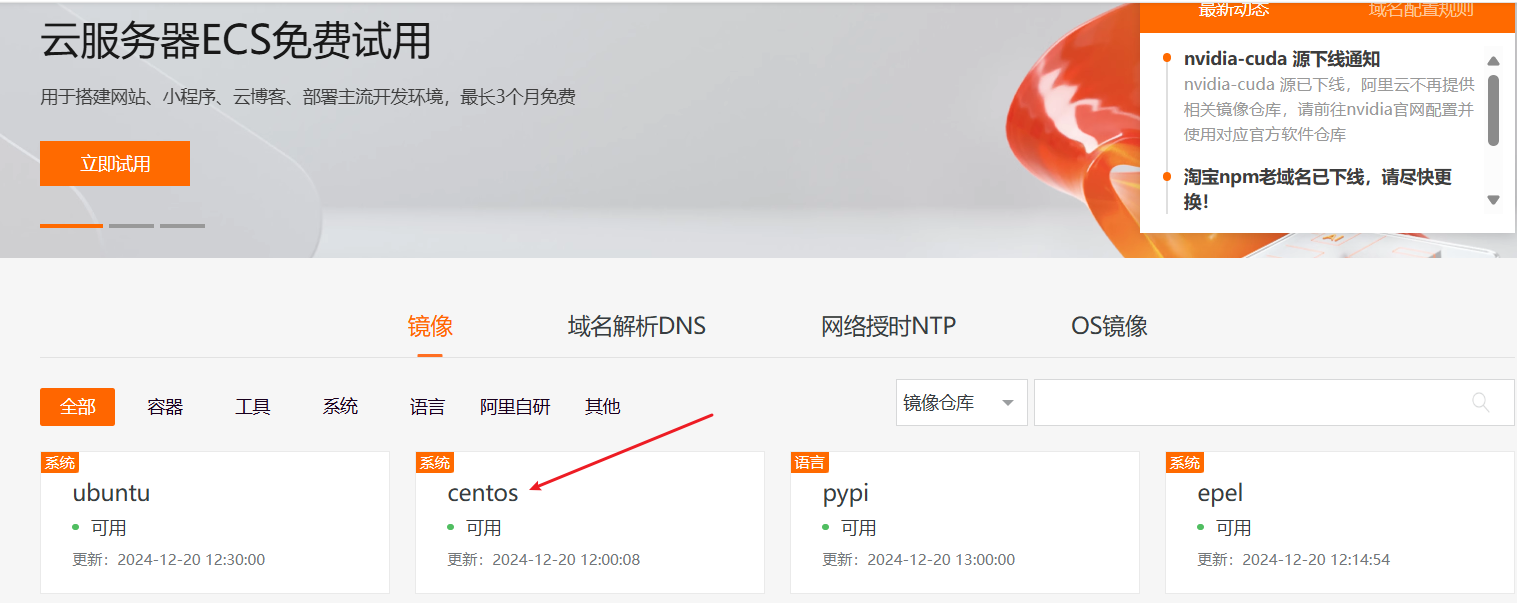 最新动态
域名配置规则
云服务器ECS免费试用
用于搭建网站、小程序、云博客、部署主流开发环境，最长3个月免费
立即试用
nvidia-cuda 源下线通知
nvidia-cuda 源已下线，阿里云不再提供
相关镜像仓库，请前往nvidia官网配置并
使用对应官方软件仓库
淘宝npm老域名已下线，请尽快更
换！
镜像
域名解析DNS
网络授时NTP
OS镜像
全部
容器
工具
系统
语言
阿里自研
其他
镜像仓库
系统
ubuntu
可用
更新：2024-12-20 12:30:00
系统
centos
可用
更新：2024-12-20 12:00:08
语言
pypi
可用
更新：2024-12-20 13:00:00
系统
epel
可用
更新：2024-12-20 12:14:54